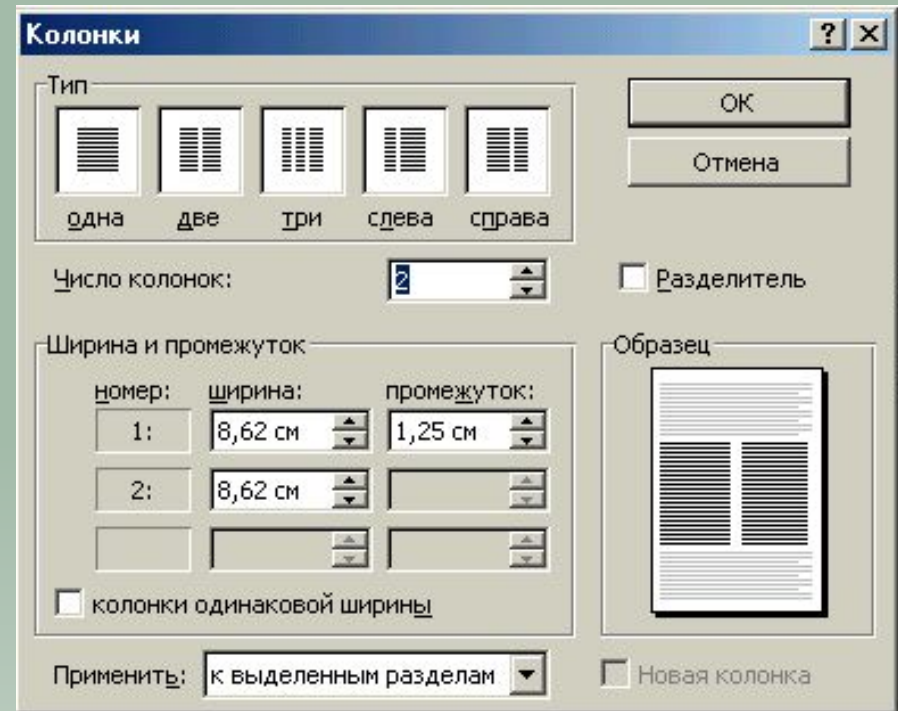 Колонки
Тип
ОК
Отмена
одна две три слева справа
Число колонок: 2
Разделитель
Ширина и промежуток
Образец
номер: ширина: промежуток:
1: 8,62 см 1,25 см
2: 8,62 см
колонки одинаковой ширины
Применить: к выделенным разделам
Новая колонка